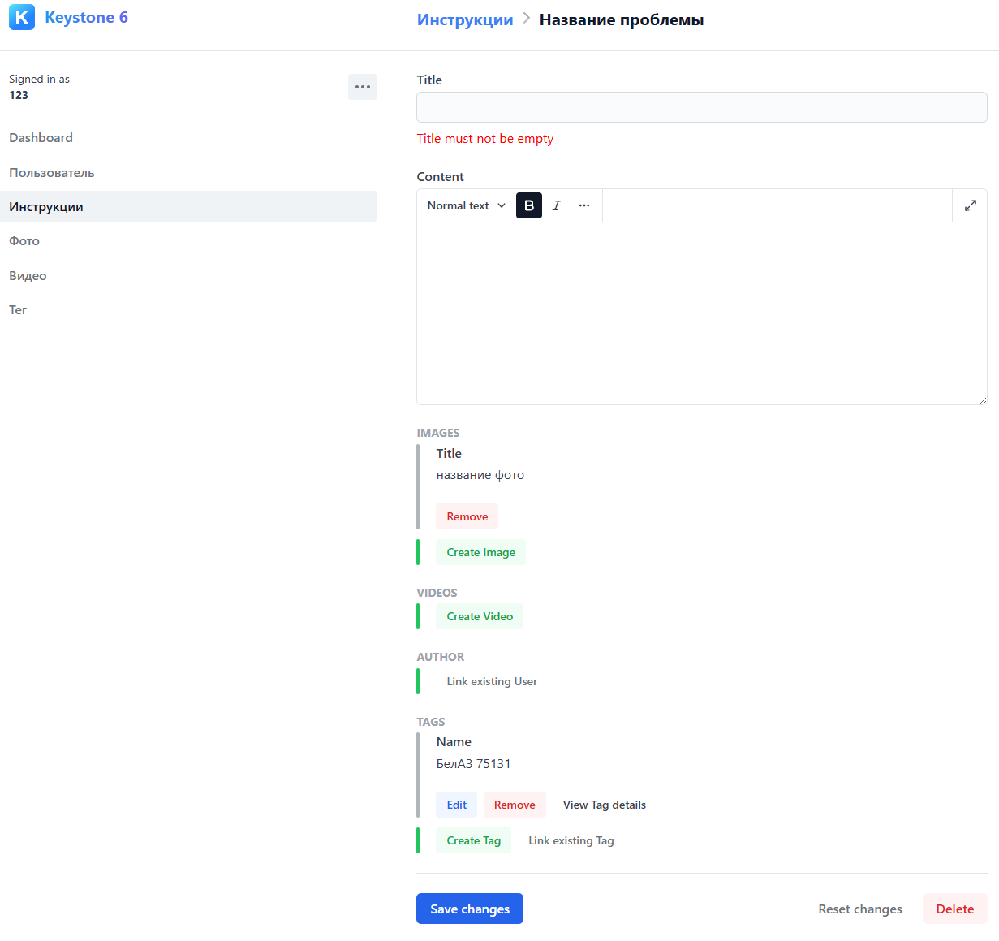 Keystone 6
Инструкции > Название проблемы
Signed in as
123
Dashboard
Пользователь
Инструкции
Фото
Видео
Тег
Title
Title must not be empty
Content
Normal text B I
IMAGES
Title
название фото
Remove
Create Image
VIDEOS
Create Video
AUTHOR
Link existing User
TAGS
Name
БелАЗ 75131
Edit Remove View Tag details
Create Tag Link existing Tag
Save changes Reset changes Delete